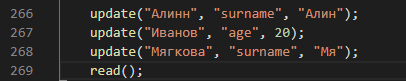 266 update("Алинн", "surname", "Алин");
267 update("Иванов", "age", 20);
268 update("Мягкова", "surname", "Мя");
269 read();